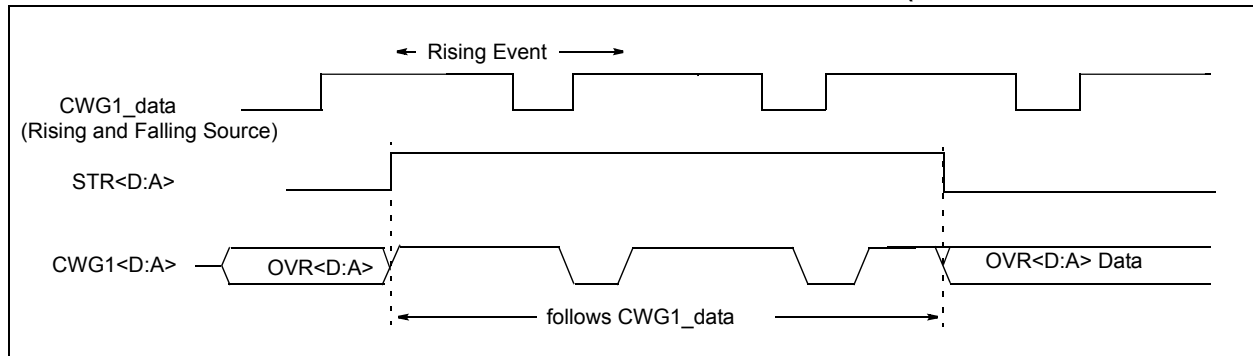 Rising Event
CWG1_data
(Rising and Falling Source)
STR<D:A>
CWG1<D:A>
OVR<D:A>
OVR<D:A> Data
follows CWG1_data